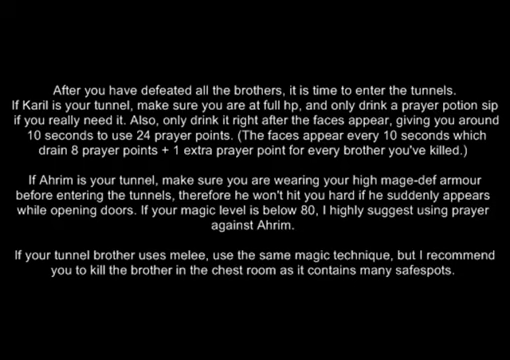 After you have defeated all the brothers, it is time to enter the tunnels.
If Karil is your tunnel, make sure you are at full hp, and only drink a prayer potion sip
if you really need it. Also, only drink it right after the faces appear, giving you around
10 seconds to use 24 prayer points. (The faces appear every 10 seconds which
drain 8 prayer points + 1 extra prayer point for every brother you've killed.)
If Ahrim is your tunnel, make sure you are wearing your high mage-def armour
before entering the tunnels, therefore he won't hit you hard if he suddenly appears
while opening doors. If your magic level is below 80, I highly suggest using prayer
against Ahrim.
If your tunnel brother uses melee, use the same magic technique, but I recommend
you to kill the brother in the chest room as it contains many safespots.